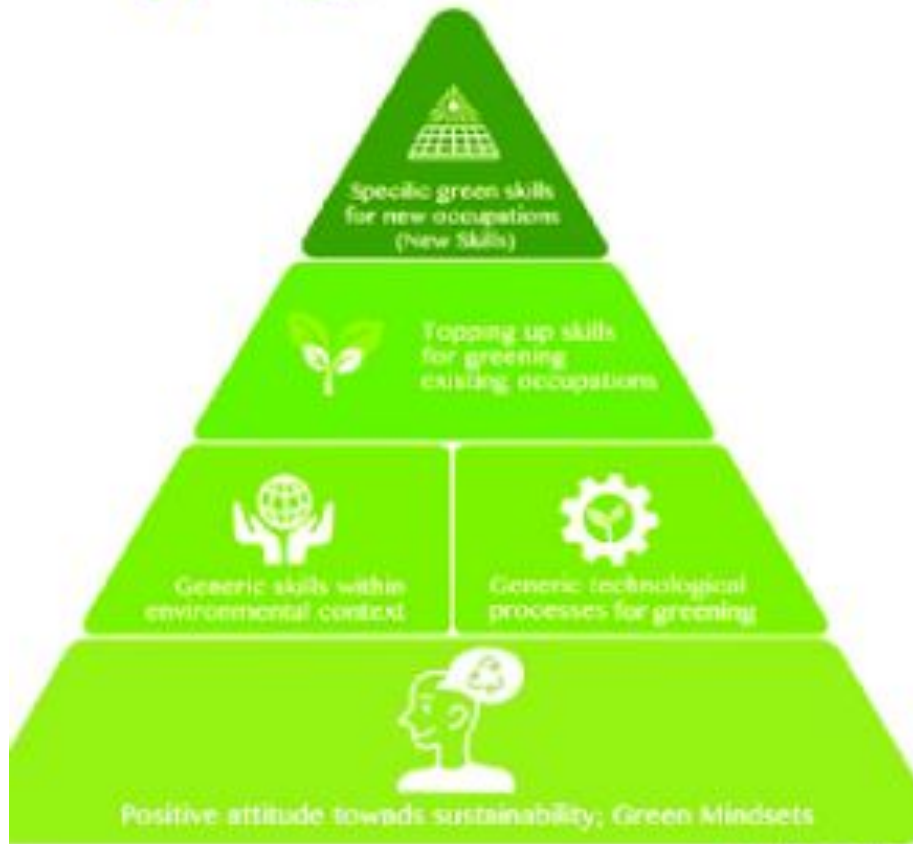 Specific green skills
for new occupations
(New Skills)
Topping up skills
for greening
existing occupations
Generic skills within
environmental context
Generic technological
processes for greening
Positive attitude towards sustainability; Green Mindsets